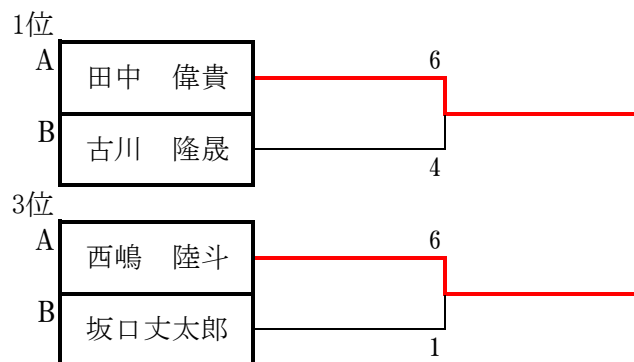 1位
A 田中　偉貴 6
B 古川　隆晟 4
3位
A 西嶋　陸斗 6
B 坂口丈太郎 1